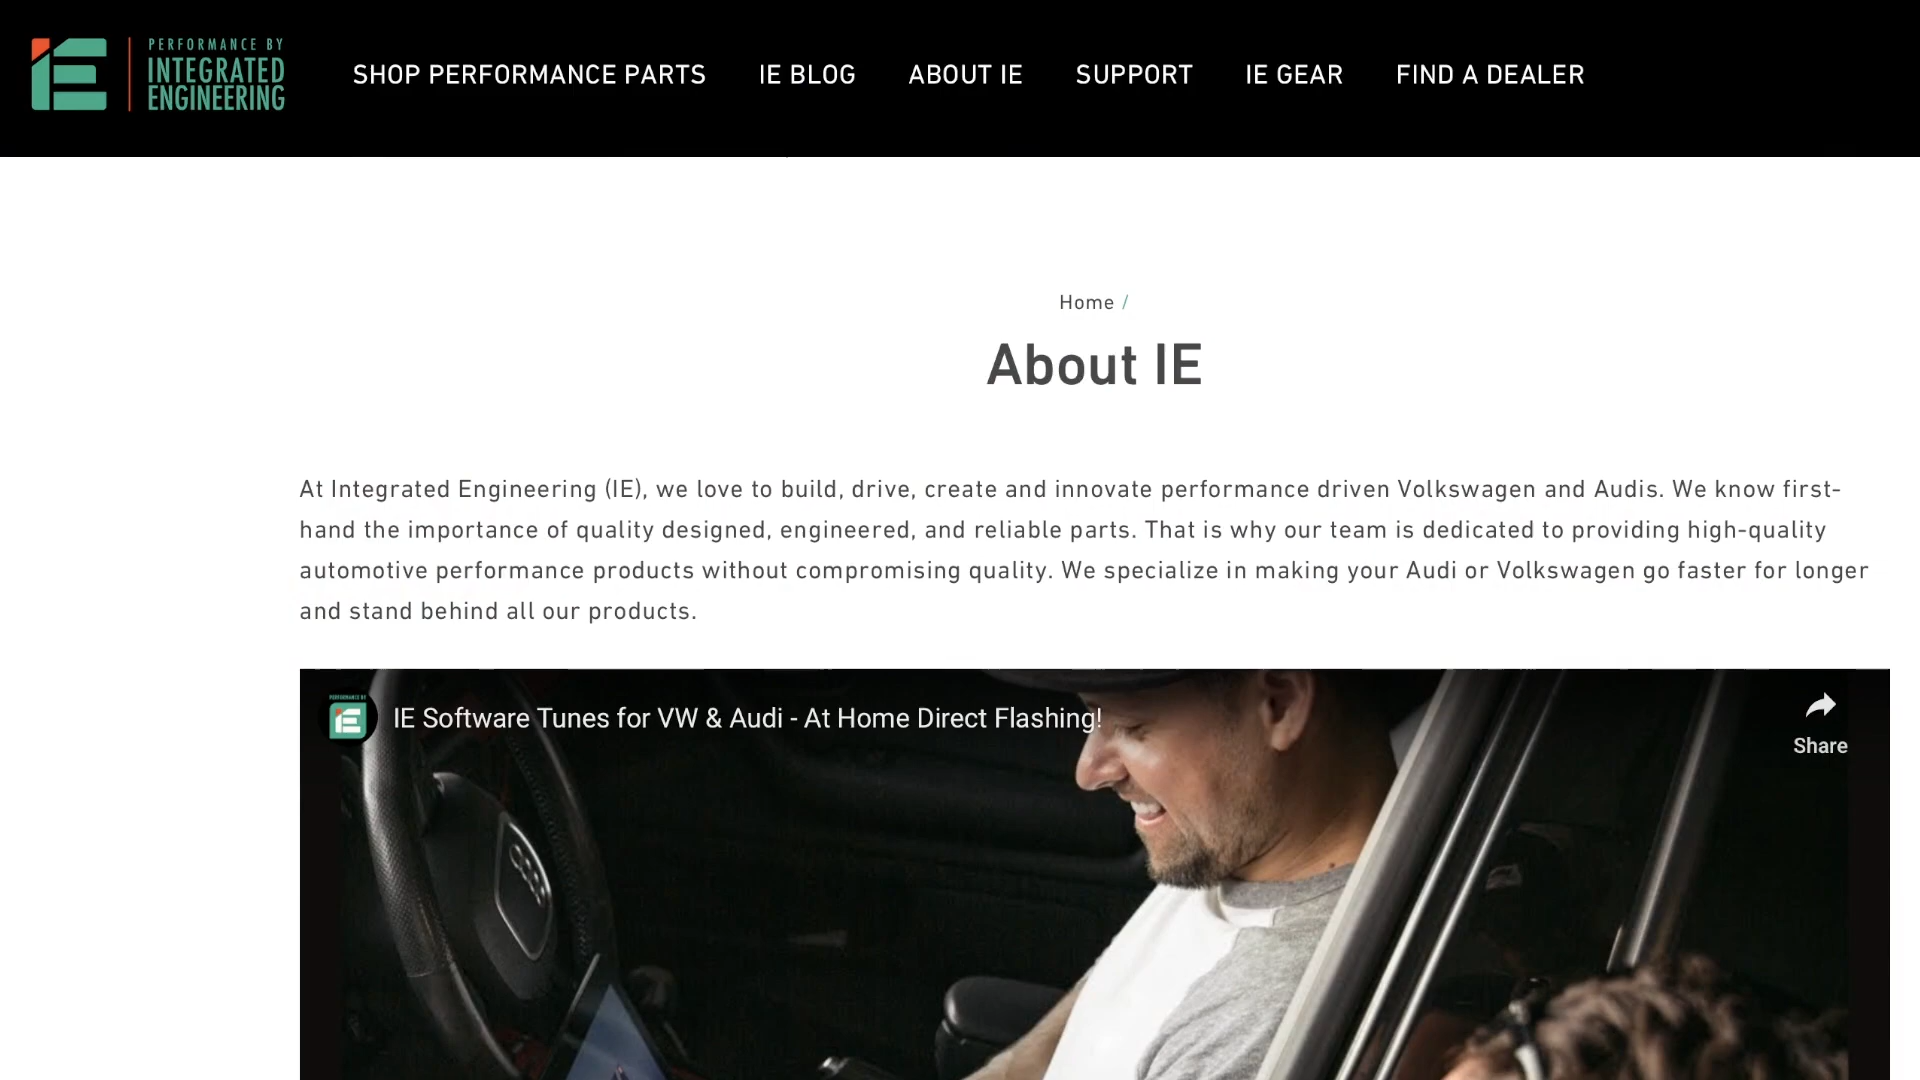 PERFORMANCE BY
INTEGRATED
ENGINEERING
SHOP PERFORMANCE PARTS IE BLOG ABOUT IE SUPPORT IE GEAR FIND A DEALER
Home /
About IE
At Integrated Engineering (IE), we love to build, drive, create and innovate performance driven Volkswagen and Audis. We know first-
hand the importance of quality designed, engineered, and reliable parts. That is why our team is dedicated to providing high-quality
automotive performance products without compromising quality. We specialize in making your Audi or Volkswagen go faster for longer
and stand behind all our products.
PERFORMANCE BY
IE
IE Software Tunes for VW & Audi - At Home Direct Flashing!
Share